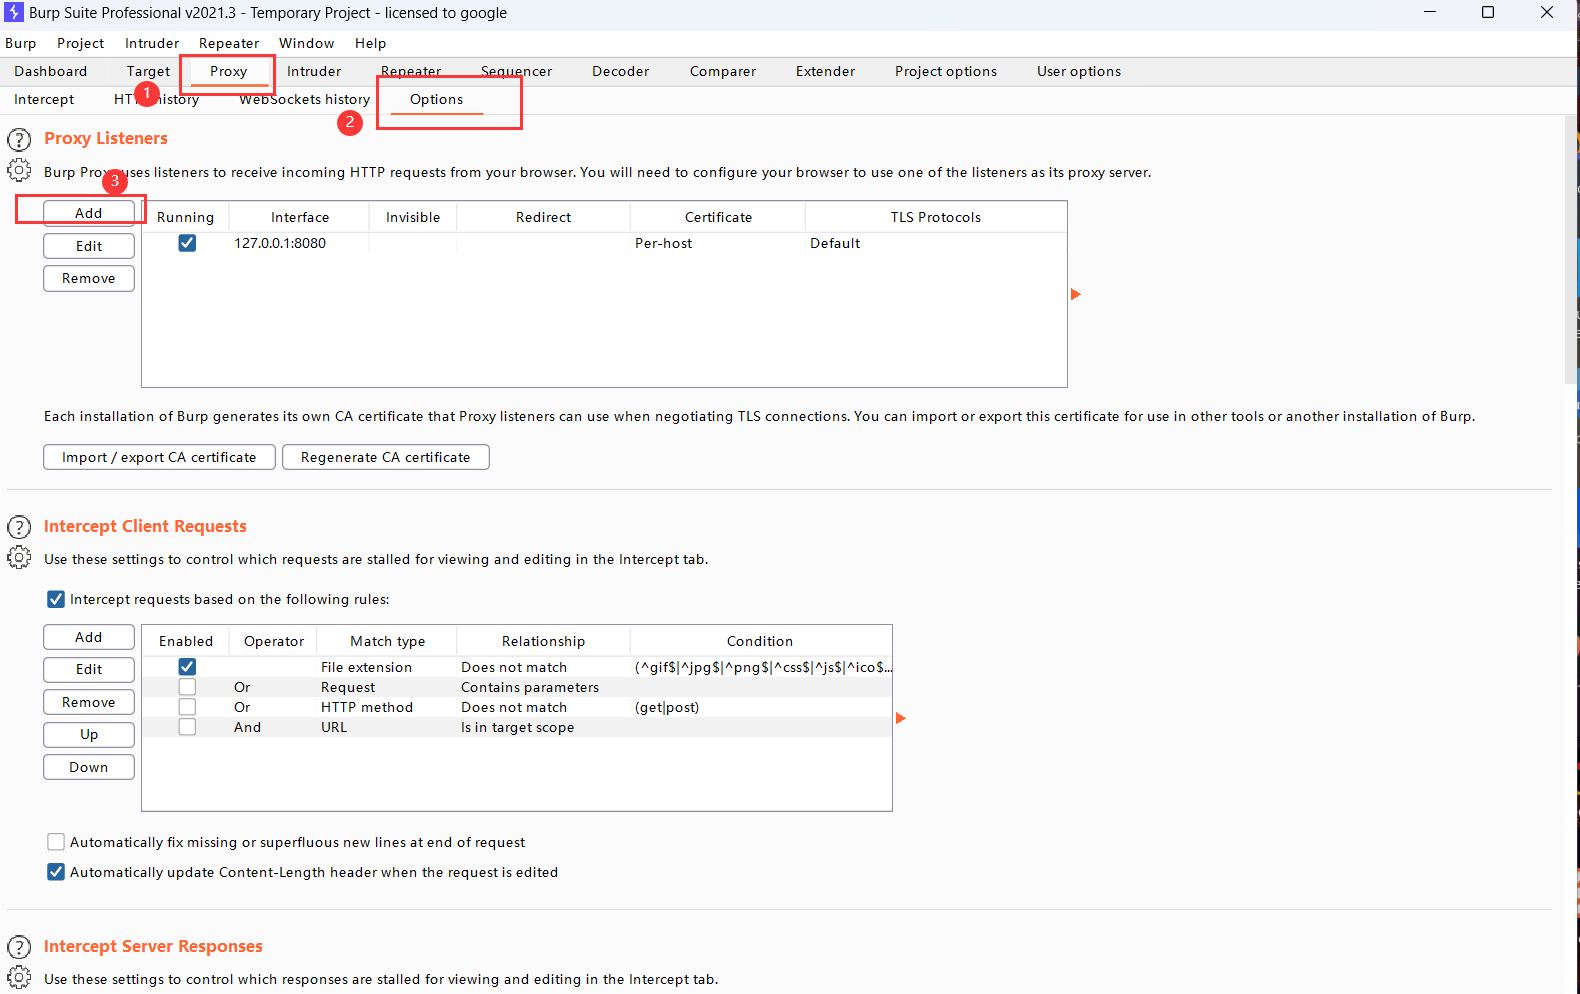 Burp Suite Professional v2021.3 - Temporary Project - licensed to google
Burp Project Intruder Repeater Window Help
Dashboard Target Proxy Intruder Repeater Sequencer Decoder Comparer Extender Project options User options
1
Intercept HTTP history WebSockets history Options
2
Proxy Listeners
Burp Proxy uses listeners to receive incoming HTTP requests from your browser. You will need to configure your browser to use one of the listeners as its proxy server.
3
Add Running Interface Invisible Redirect Certificate TLS Protocols
Edit 127.0.0.1:8080 Per-host Default
Remove
Each installation of Burp generates its own CA certificate that Proxy listeners can use when negotiating TLS connections. You can import or export this certificate for use in other tools or another installation of Burp.
Import / export CA certificate Regenerate CA certificate
Intercept Client Requests
Use these settings to control which requests are stalled for viewing and editing in the Intercept tab.
Intercept requests based on the following rules:
Add Enabled Operator Match type Relationship Condition
Edit File extension Does not match (^gif$|^jpg$|^png$|^css$|^js$|^ico$...
Or Request Contains parameters
Remove Or HTTP method Does not match (get|post)
Up And URL Is in target scope
Down
Automatically fix missing or superfluous new lines at end of request
Automatically update Content-Length header when the request is edited
Intercept Server Responses
Use these settings to control which responses are stalled for viewing and editing in the Intercept tab.